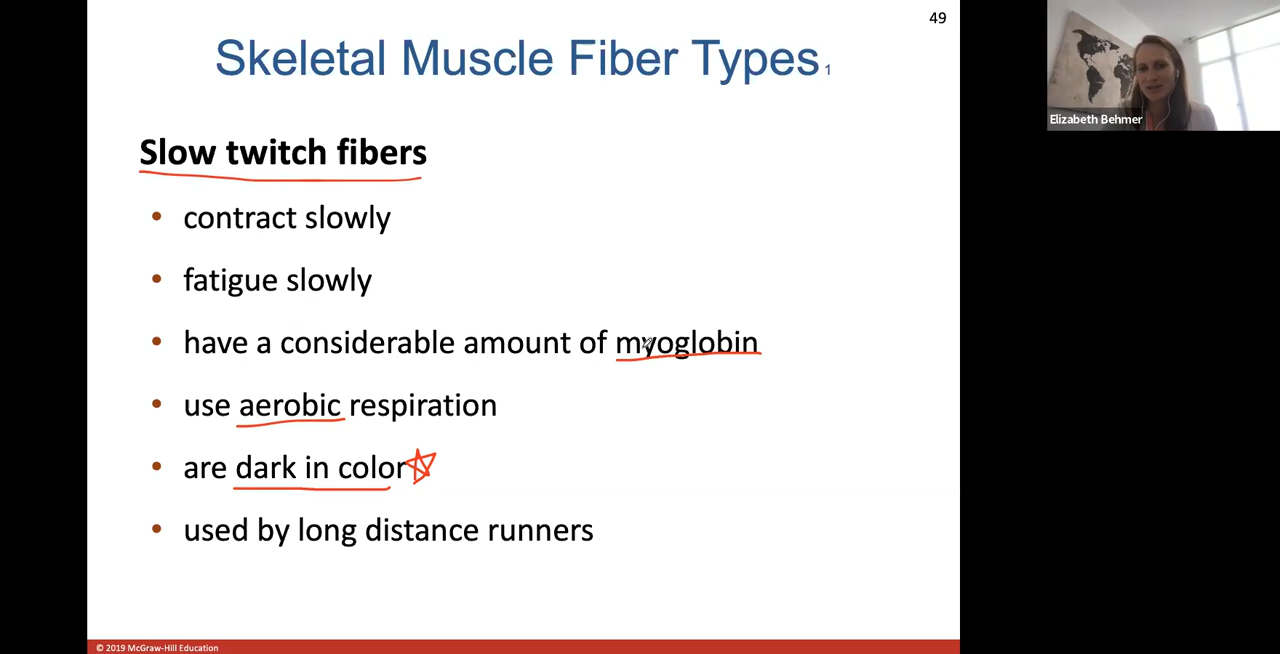 49
Skeletal Muscle Fiber Types 1
Slow twitch fibers
• contract slowly
• fatigue slowly
• have a considerable amount of myoglobin
• use aerobic respiration
• are dark in color
• used by long distance runners
© 2019 McGraw-Hill Education
Elizabeth Behmer